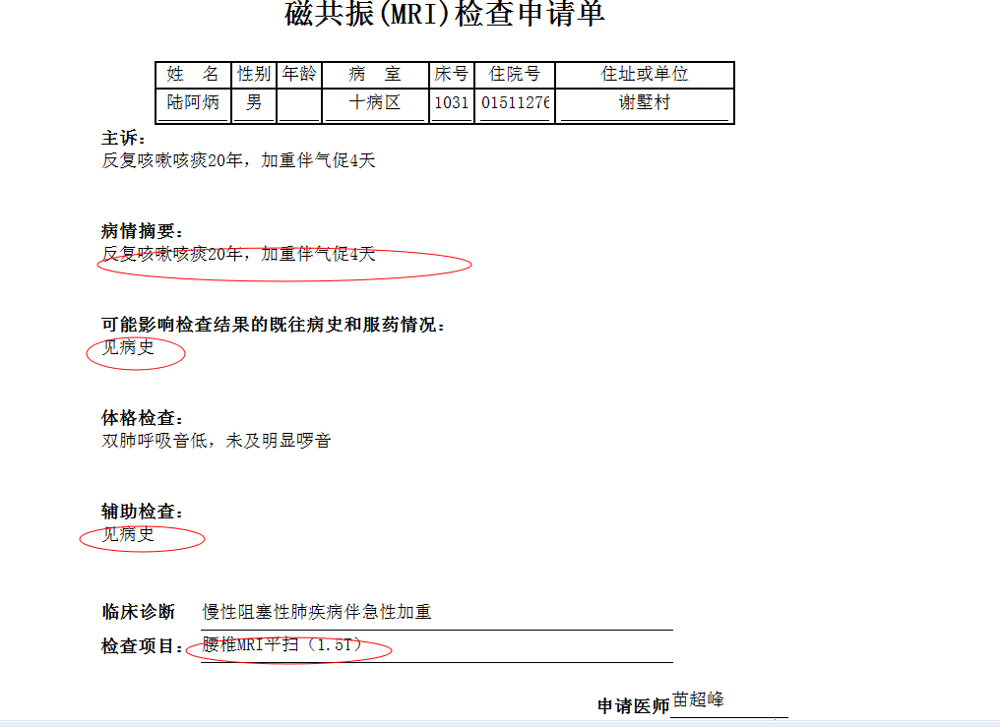 磁共振(MRI)检查申请单
姓 名 性别 年龄 病 室 床号 住院号 住址或单位
陆阿炳 男 十病区 1031 01511276 谢墅村
主诉:
反复咳嗽咳痰20年，加重伴气促4天
病情摘要:
反复咳嗽咳痰20年，加重伴气促4天
可能影响检查结果的既往病史和服药情况:
见病史
体格检查:
双肺呼吸音低，未及明显啰音
辅助检查:
见病史
临床诊断 慢性阻塞性肺疾病伴急性加重
检查项目: 腰椎MRI平扫（1.5T）
申请医师 苗超峰